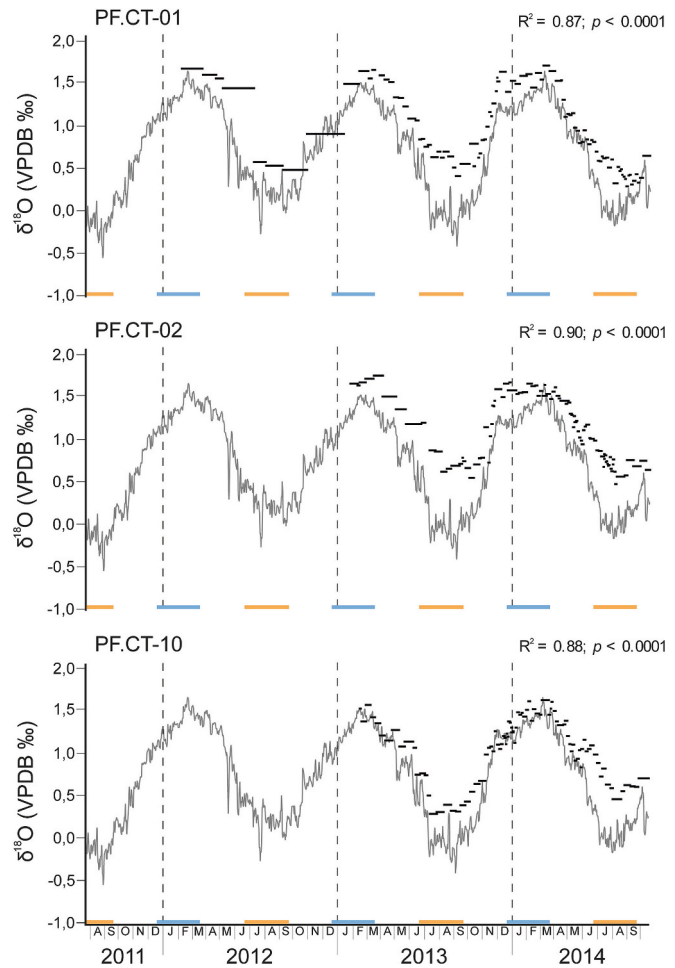 PF.CT-01
R² = 0.87; p < 0.0001
2,0
1,5
1,0
0,5
0,0
-0,5
-1,0
δ¹⁸O (VPDB ‰)
PF.CT-02
R² = 0.90; p < 0.0001
2,0
1,5
1,0
0,5
0,0
-0,5
-1,0
δ¹⁸O (VPDB ‰)
PF.CT-10
R² = 0.88; p < 0.0001
2,0
1,5
1,0
0,5
0,0
-0,5
-1,0
δ¹⁸O (VPDB ‰)
A S O N D J F M A M J J A S O N D J F M A M J J A S O N D J F M A M J J A S
2011 2012 2013 2014